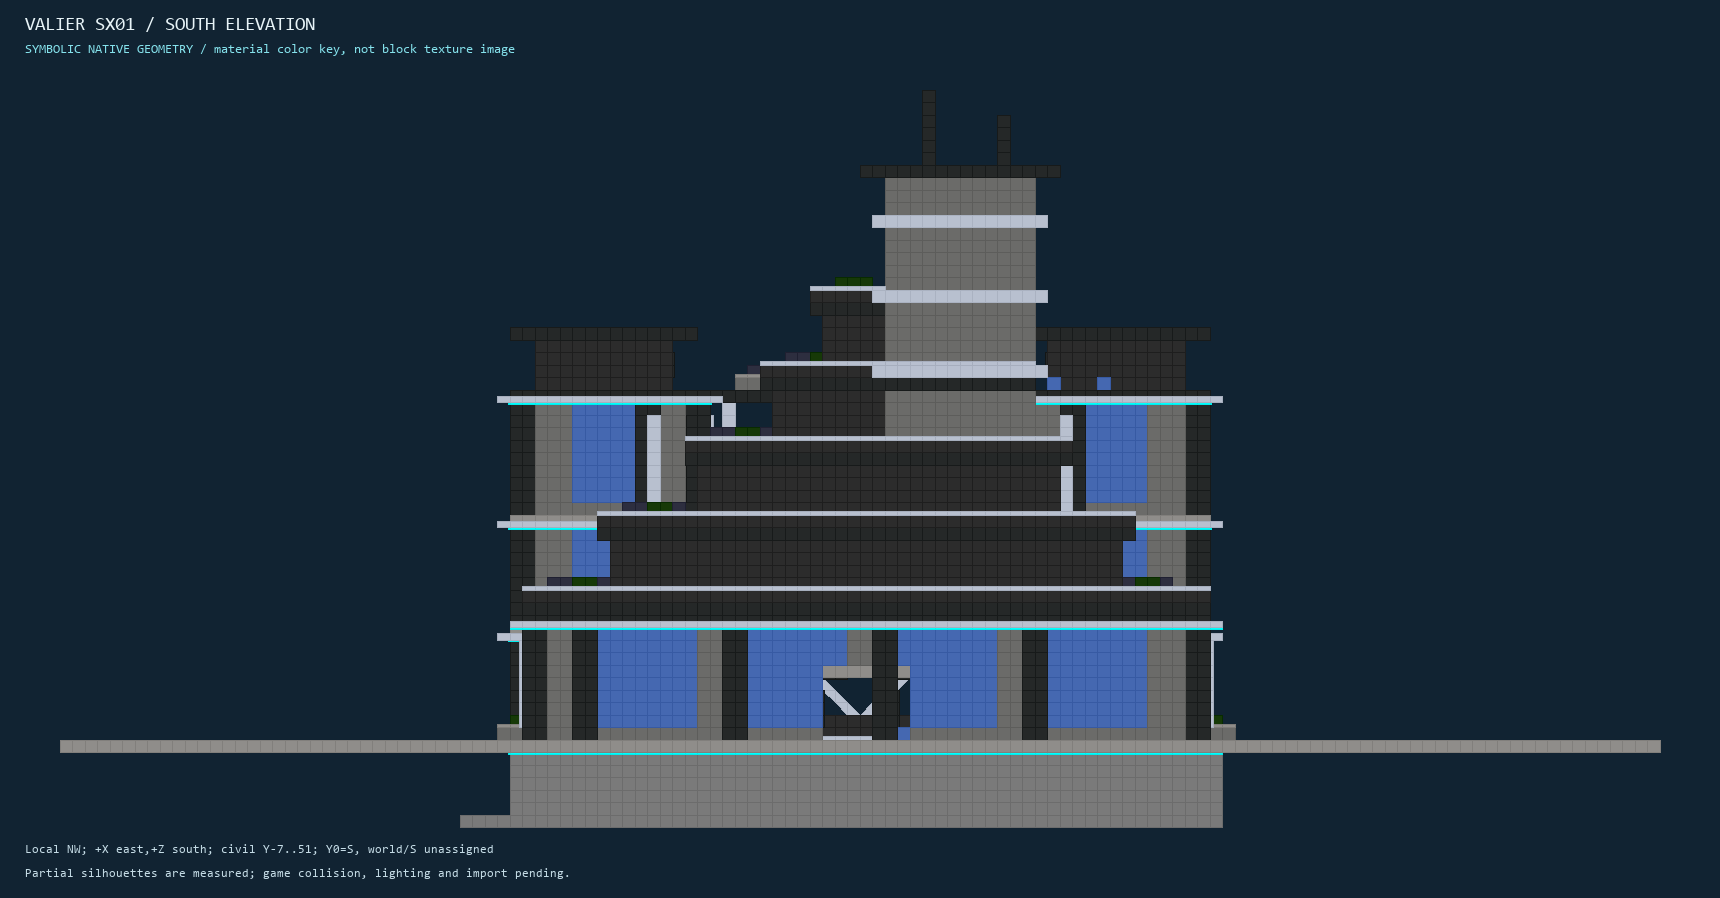 VALIER SX01 / SOUTH ELEVATION
SYMBOLIC NATIVE GEOMETRY / material color key, not block texture image
Local NW; +X east,+Z south; civil Y-7..51; Y0=S, world/S unassigned
Partial silhouettes are measured; game collision, lighting and import pending.